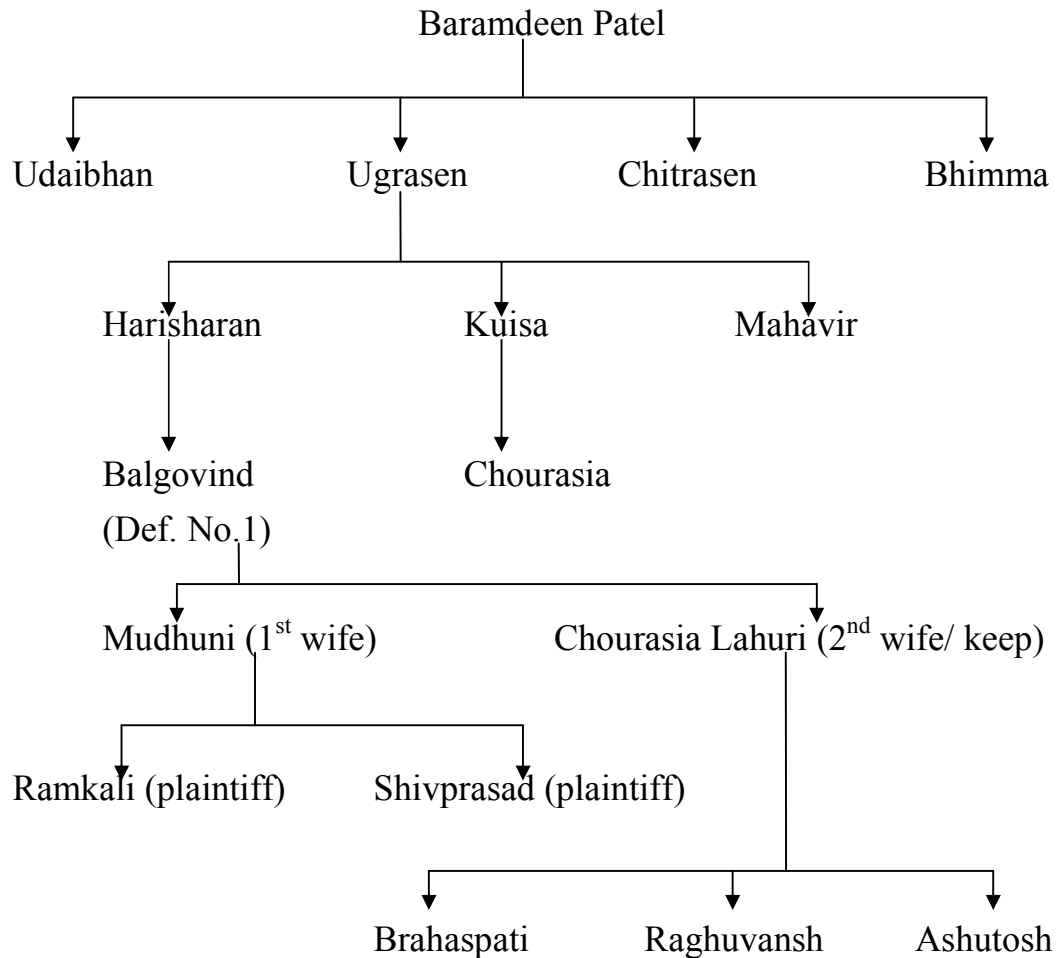 Baramdeen Patel
Udaibhan Ugrasen Chitrasen Bhimma
Harisharan Kuisa Mahavir
Balgovind Chourasia
(Def. No.1)
Mudhuni (1st wife) Chourasia Lahuri (2nd wife/ keep)
Ramkali (plaintiff) Shivprasad (plaintiff)
Brahaspati Raghuvansh Ashutosh